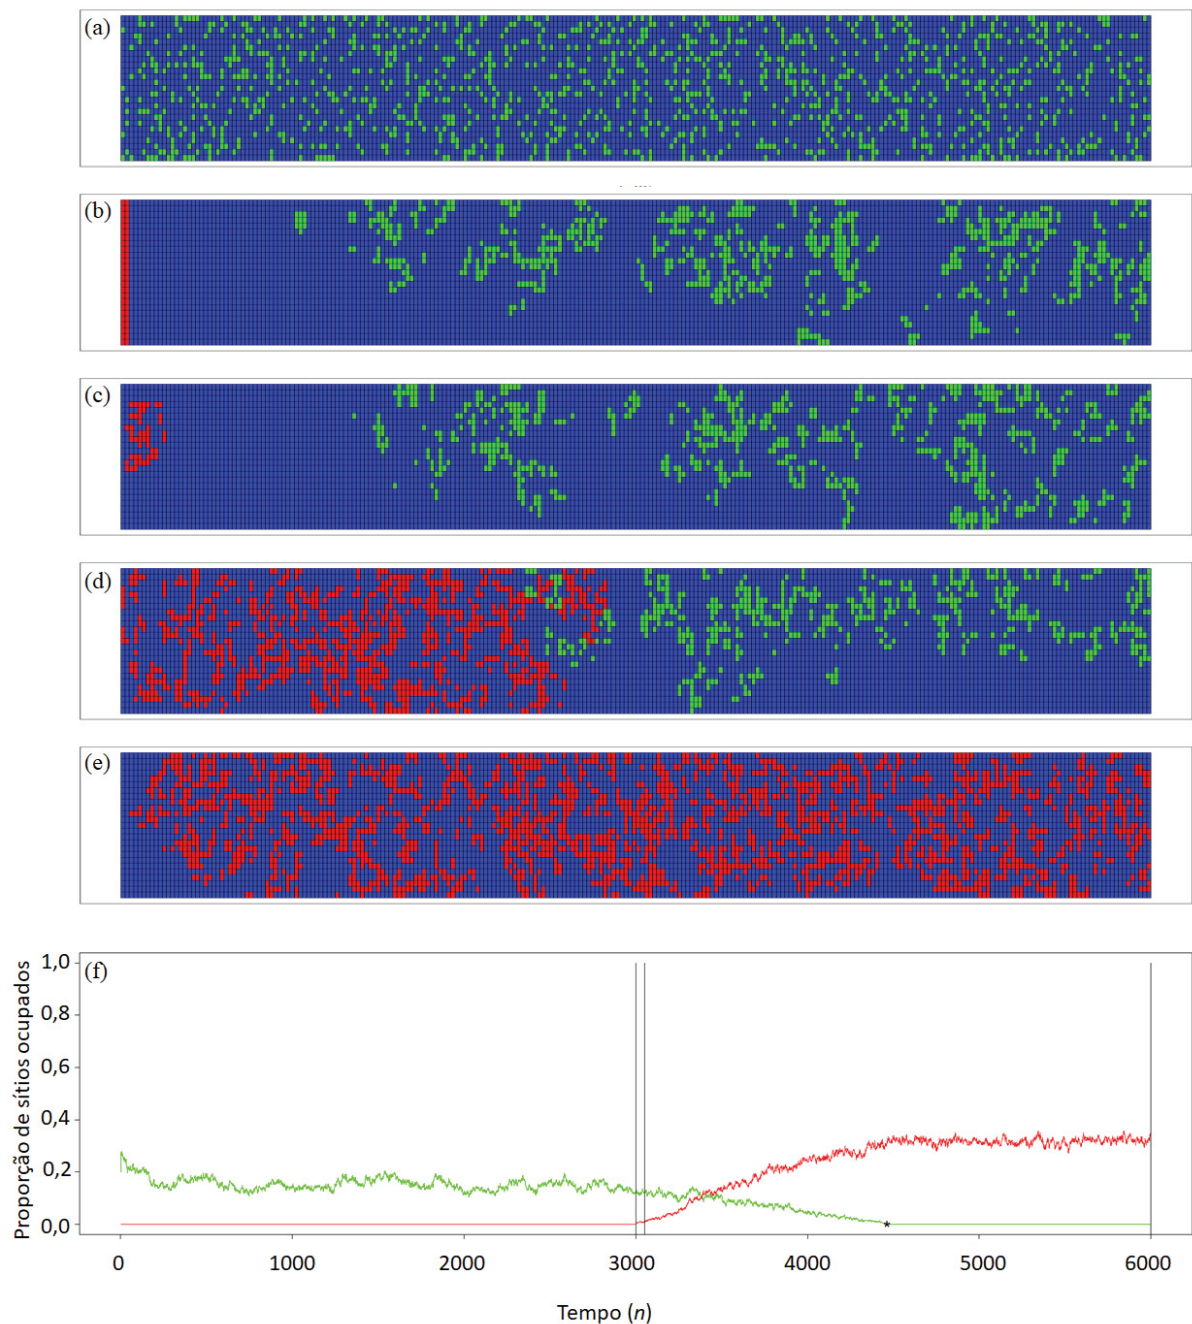 (a)
(b)
(c)
(d)
(e)
(f)
Proporção de sítios ocupados
1,0
0,8
0,6
0,4
0,2
0,0
0 1000 2000 3000 4000 5000 6000
Tempo (n)